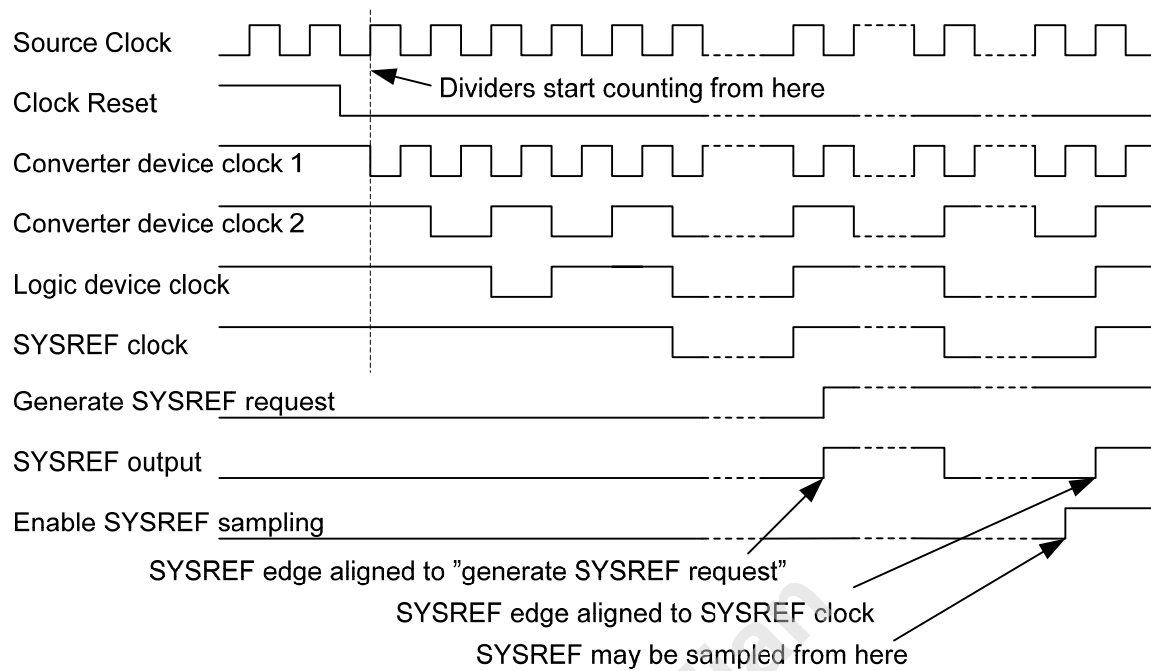 Source Clock
Dividers start counting from here
Clock Reset
Converter device clock 1
Converter device clock 2
Logic device clock
SYSREF clock
Generate SYSREF request
SYSREF output
Enable SYSREF sampling
SYSREF edge aligned to ”generate SYSREF request”
SYSREF edge aligned to SYSREF clock
SYSREF may be sampled from here